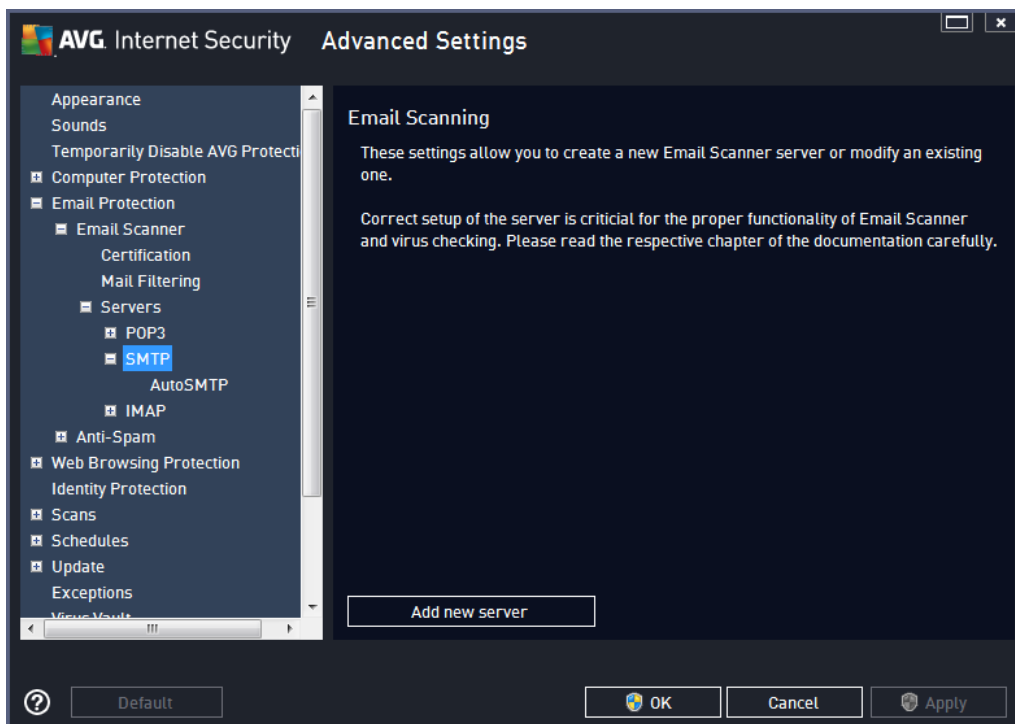 AVG. Internet Security Advanced Settings
Appearance
Sounds
Temporarily Disable AVG Protecti
Computer Protection
Email Protection
Email Scanner
Certification
Mail Filtering
Servers
POP3
SMTP
AutoSMTP
IMAP
Anti-Spam
Web Browsing Protection
Identity Protection
Scans
Schedules
Update
Exceptions
Virus Vault
Email Scanning
These settings allow you to create a new Email Scanner server or modify an existing
one.
Correct setup of the server is criticial for the proper functionality of Email Scanner
and virus checking. Please read the respective chapter of the documentation carefully.
Add new server
? Default
OK
Cancel
Apply